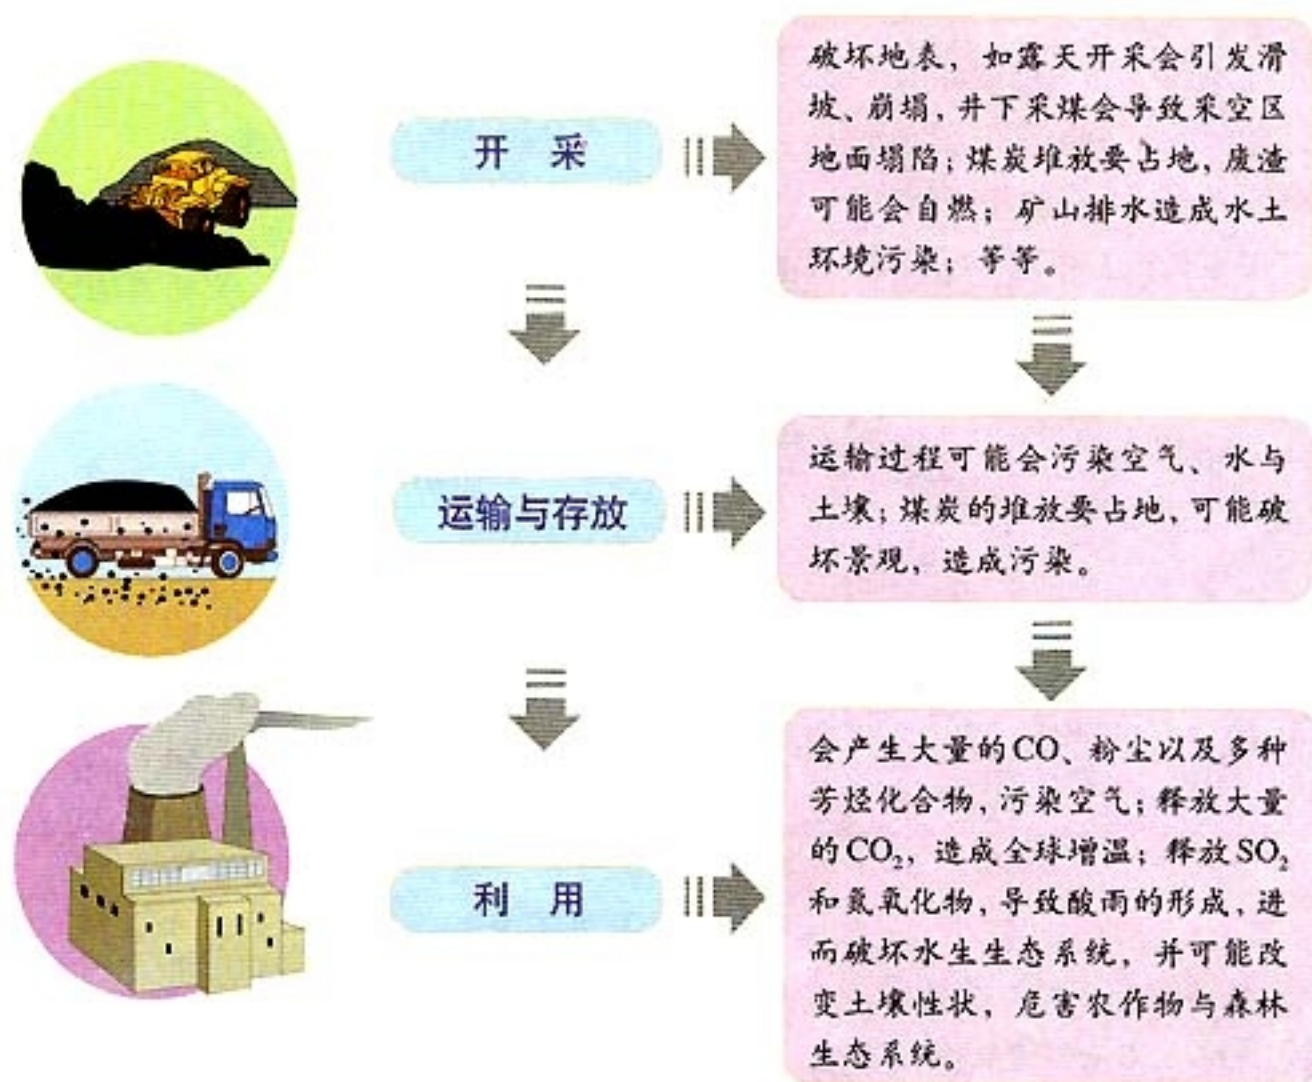 开 采
破坏地表，如露天开采会引发滑
坡、崩塌，井下采煤会导致采空区
地面塌陷；煤炭堆放要占地，废渣
可能会自燃；矿山排水造成水土
环境污染；等等。
运输与存放
运输过程可能会污染空气、水与
土壤；煤炭的堆放要占地、可能破
坏景观，造成污染。
利 用
会产生大量的CO、粉尘以及多种
芳烃化合物，污染空气；释放大量
的CO₂，造成全球增温；释放SO₂
和氮氧化物，导致酸雨的形成，进
而破坏水生生态系统，并可能改
变土壤性状，危害农作物与森林
生态系统。